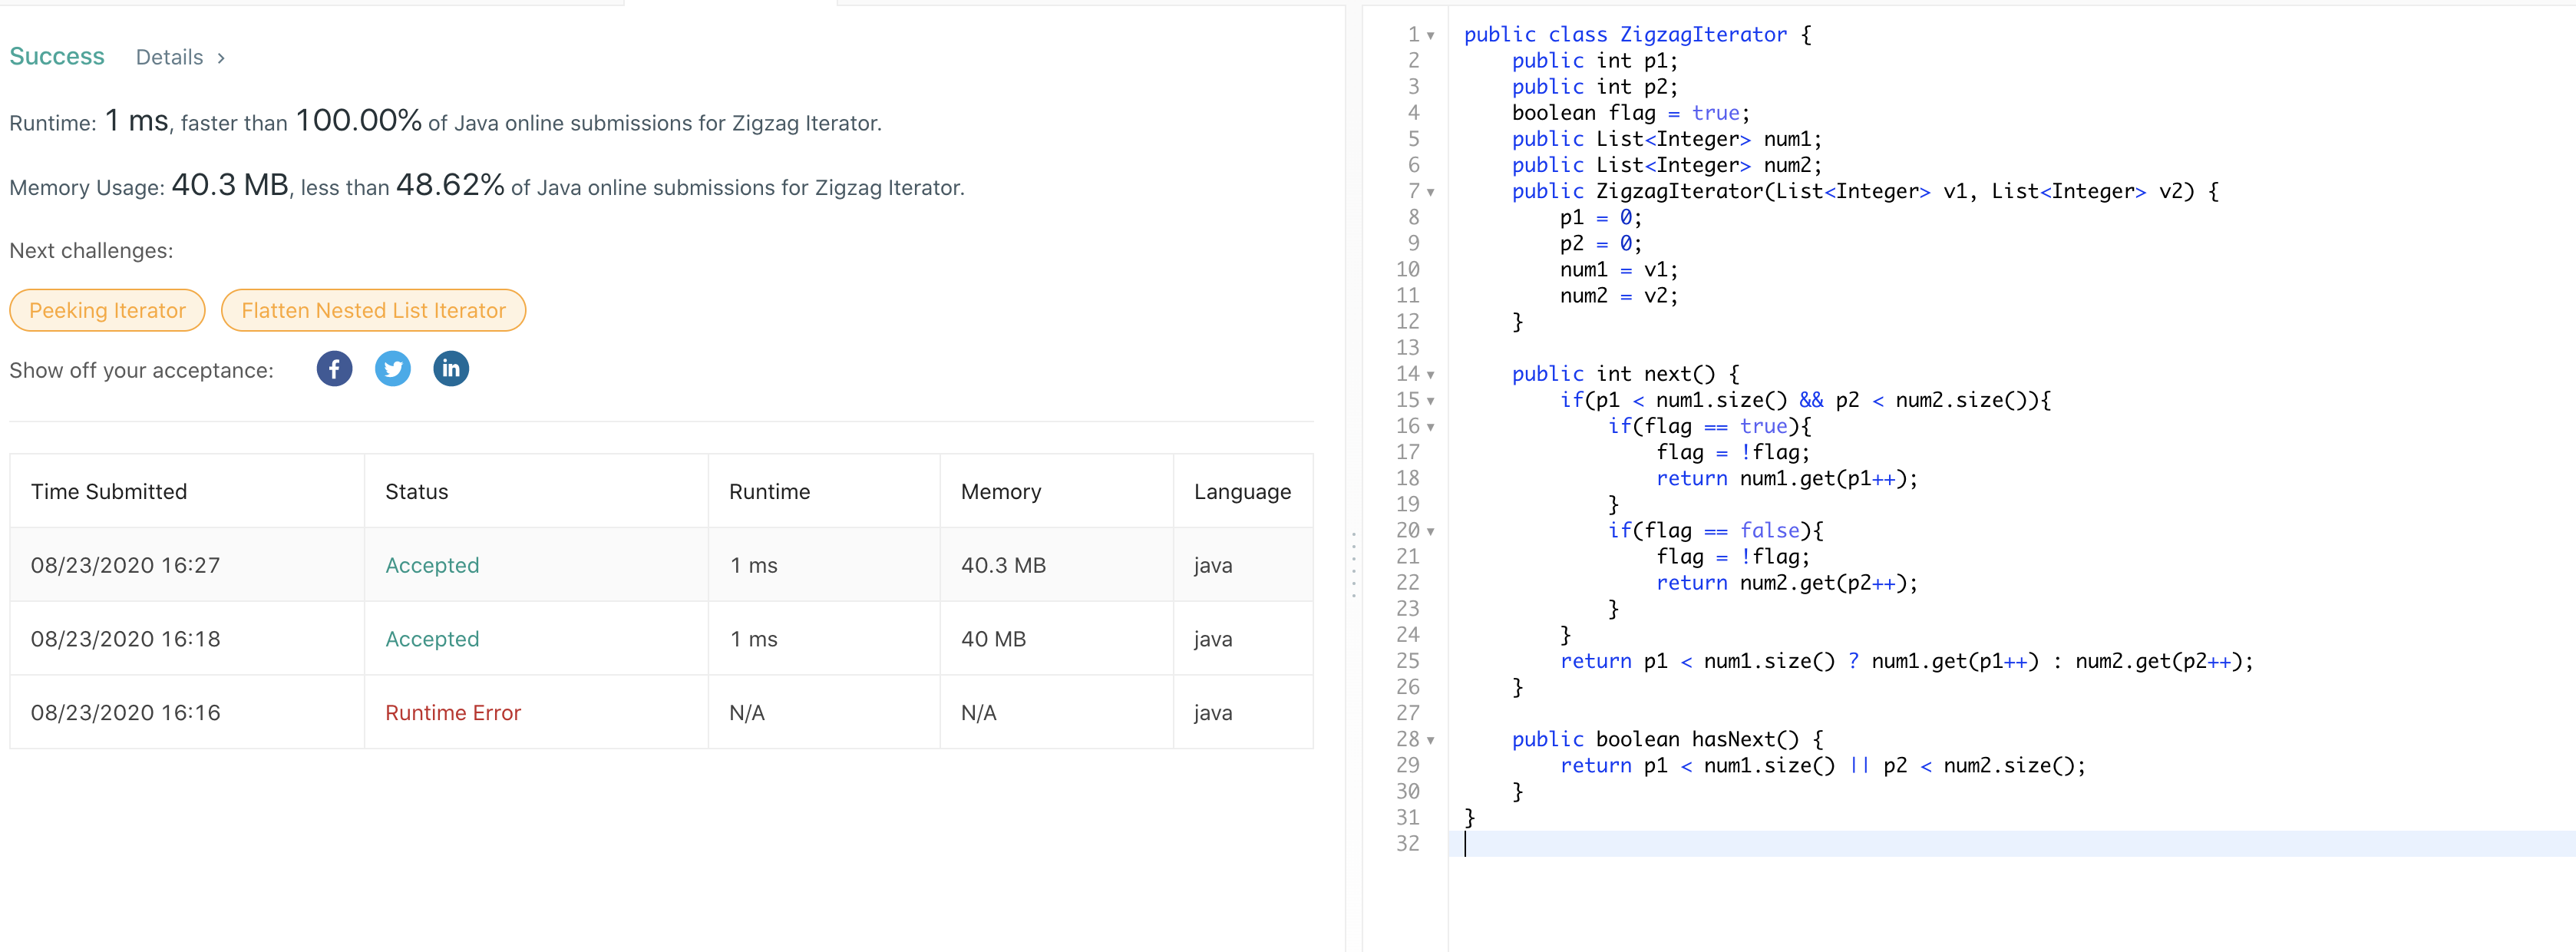 Success Details >
Runtime: 1 ms, faster than 100.00% of Java online submissions for Zigzag Iterator.
Memory Usage: 40.3 MB, less than 48.62% of Java online submissions for Zigzag Iterator.
Next challenges:
Peeking Iterator Flatten Nested List Iterator
Show off your acceptance: f in
Time Submitted Status Runtime Memory Language
08/23/2020 16:27 Accepted 1 ms 40.3 MB java
08/23/2020 16:18 Accepted 1 ms 40 MB java
08/23/2020 16:16 Runtime Error N/A N/A java
1 public class ZigzagIterator {
2     public int p1;
3     public int p2;
4     boolean flag = true;
5     public List<Integer> num1;
6     public List<Integer> num2;
7     public ZigzagIterator(List<Integer> v1, List<Integer> v2) {
8         p1 = 0;
9         p2 = 0;
10         num1 = v1;
11         num2 = v2;
12     }
13
14     public int next() {
15         if(p1 < num1.size() && p2 < num2.size()){
16             if(flag == true){
17                 flag = !flag;
18                 return num1.get(p1++);
19             }
20             if(flag == false){
21                 flag = !flag;
22                 return num2.get(p2++);
23             }
24         }
25         return p1 < num1.size() ? num1.get(p1++) : num2.get(p2++);
26     }
27
28     public boolean hasNext() {
29         return p1 < num1.size() || p2 < num2.size();
30     }
31 }
32